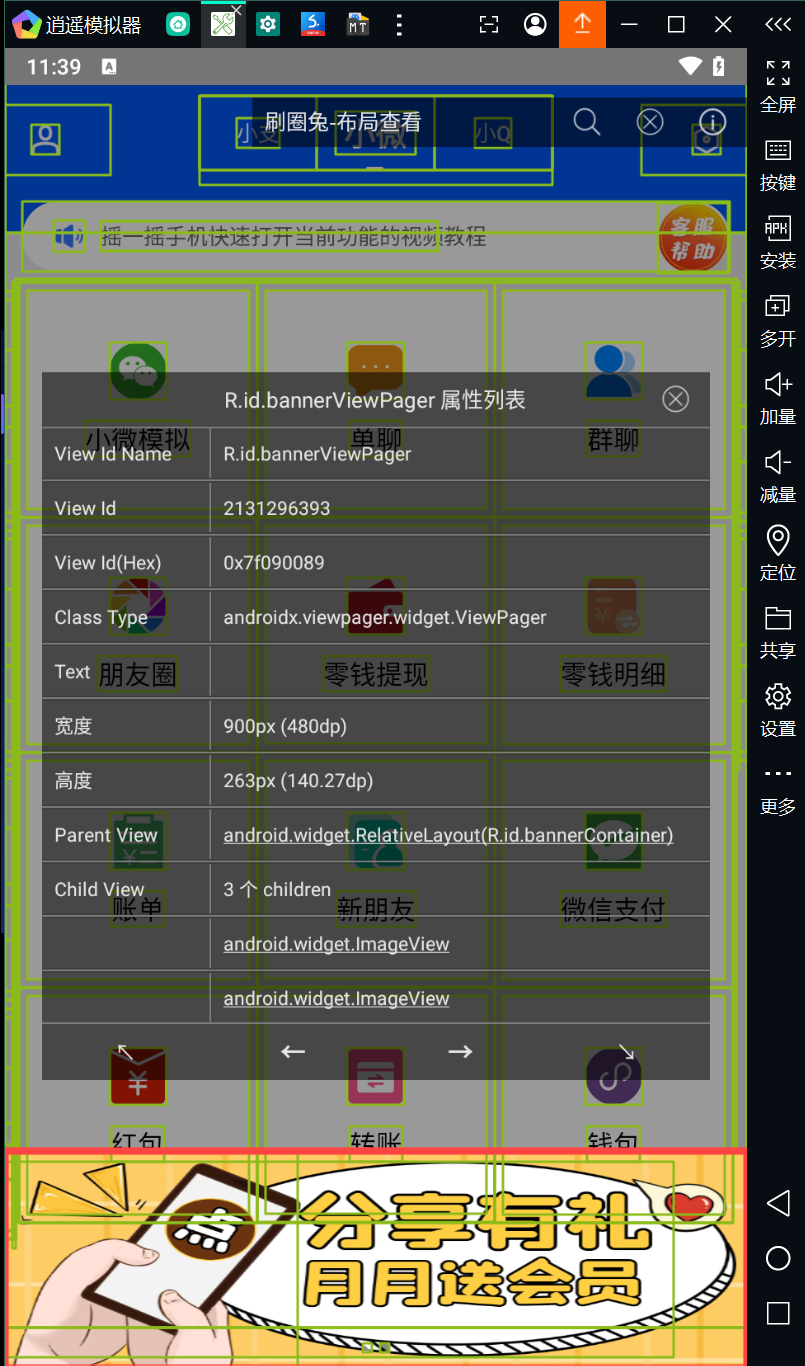 逍遥模拟器
MT
11:39
A
全屏
按键
安装
多开
加量
减量
定位
共享
设置
更多
刷圈兔-布局查看
小支
小微
小Q
摇一摇手机快速打开当前功能的视频教程
客服
帮助
R.id.bannerViewPager 属性列表
小微模拟
单聊
群聊
View Id Name
R.id.bannerViewPager
View Id
2131296393
View Id(Hex)
0x7f090089
Class Type
androidx.viewpager.widget.ViewPager
Text
朋友圈
零钱提现
零钱明细
宽度
900px (480dp)
高度
263px (140.27dp)
Parent View
android.widget.RelativeLayout(R.id.bannerContainer)
Child View
3 个 children
账单
新朋友
微信支付
android.widget.ImageView
android.widget.ImageView
红包
转账
钱包
点
分享有礼
月月送会员